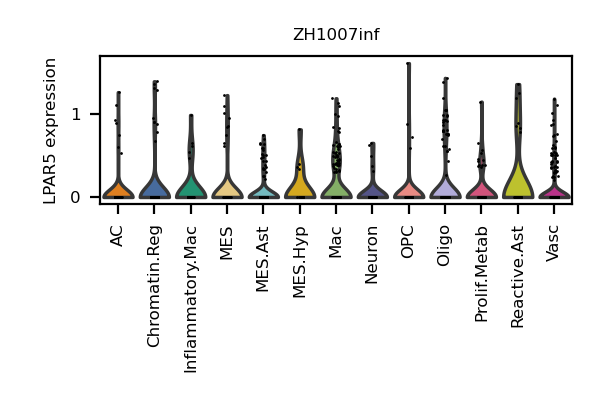 ZH1007inf
LPAR5 expression
1
0
AC
Chromatin.Reg
Inflammatory.Mac
MES
MES.Ast
MES.Hyp
Mac
Neuron
OPC
Oligo
Prolif.Metab
Reactive.Ast
Vasc